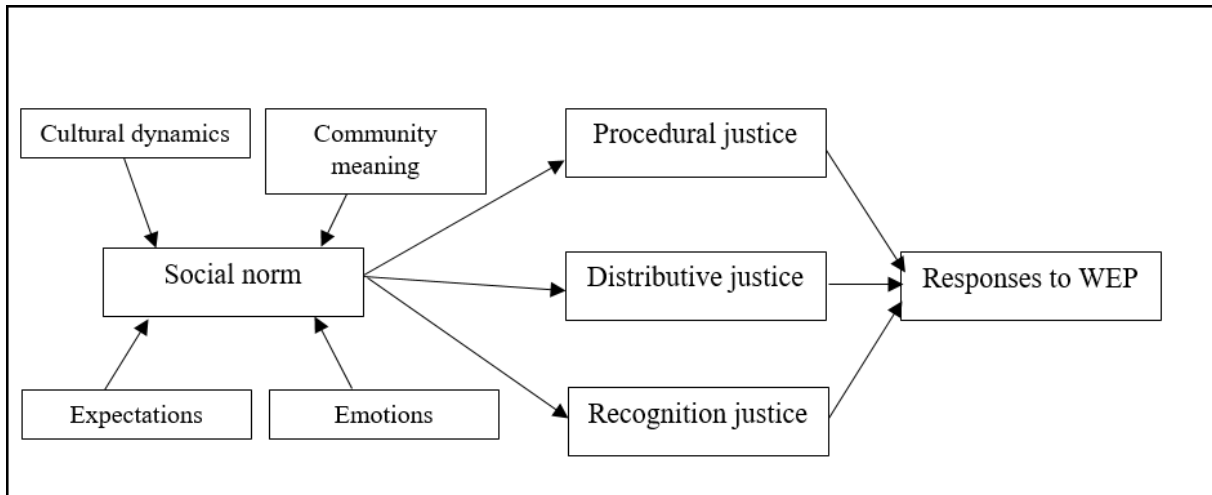 Cultural dynamics
Community
meaning
Procedural justice
Social norm
Distributive justice
Responses to WEP
Expectations
Emotions
Recognition justice